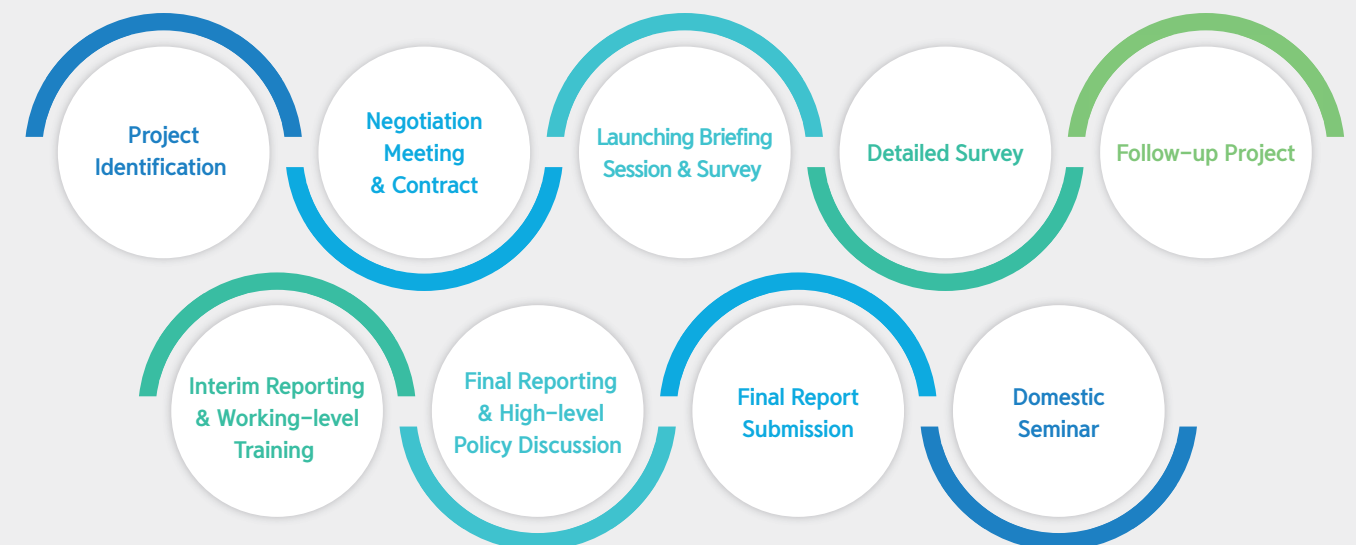 Project
Identification
Negotiation
Meeting
& Contract
Launching Briefing
Session & Survey
Detailed Survey
Follow-up Project
Interim Reporting
& Working-level
Training
Final Reporting
& High-level
Policy Discussion
Final Report
Submission
Domestic
Seminar